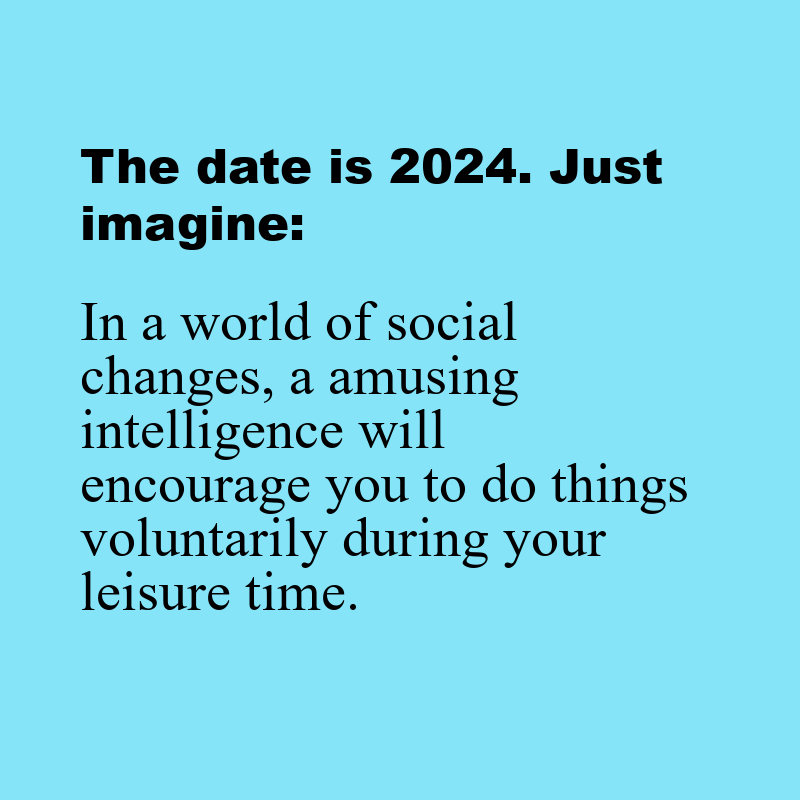 The date is 2024. Just
imagine:
In a world of social
changes, a amusing
intelligence will
encourage you to do things
voluntarily during your
leisure time.